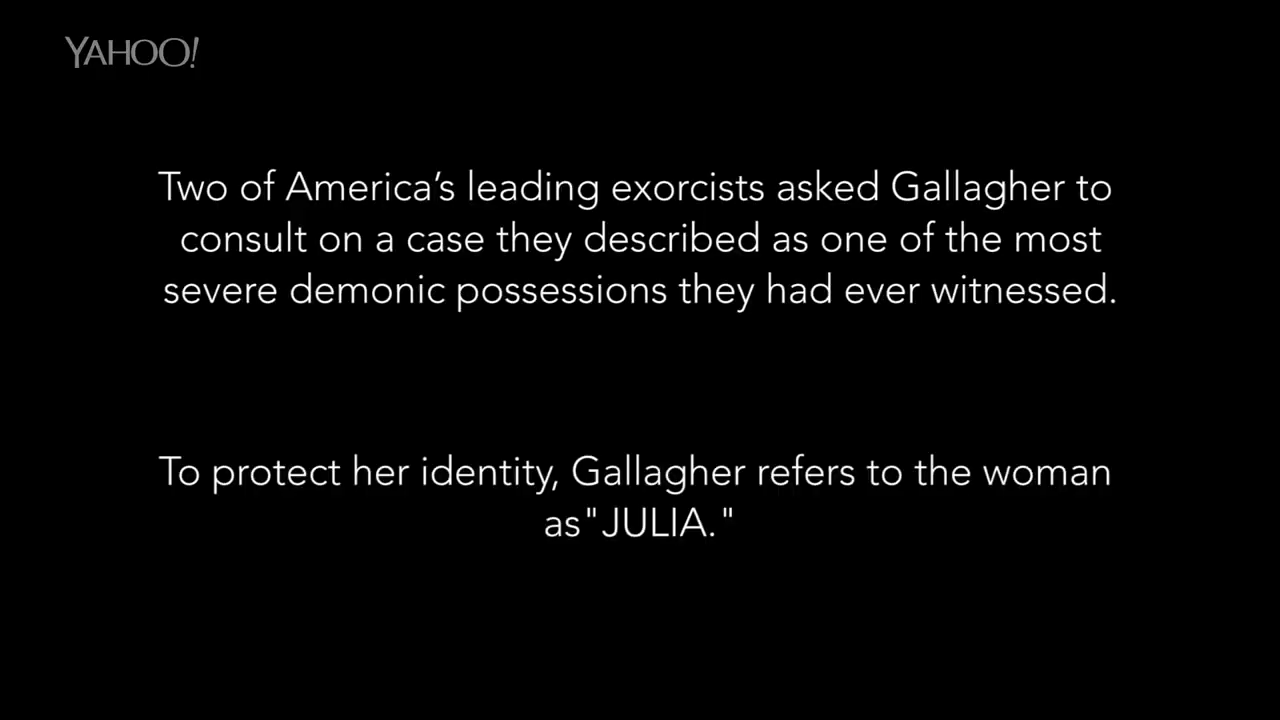 YAHOO!
Two of America’s leading exorcists asked Gallagher to
consult on a case they described as one of the most
severe demonic possessions they had ever witnessed.
To protect her identity, Gallagher refers to the woman
as"JULIA."